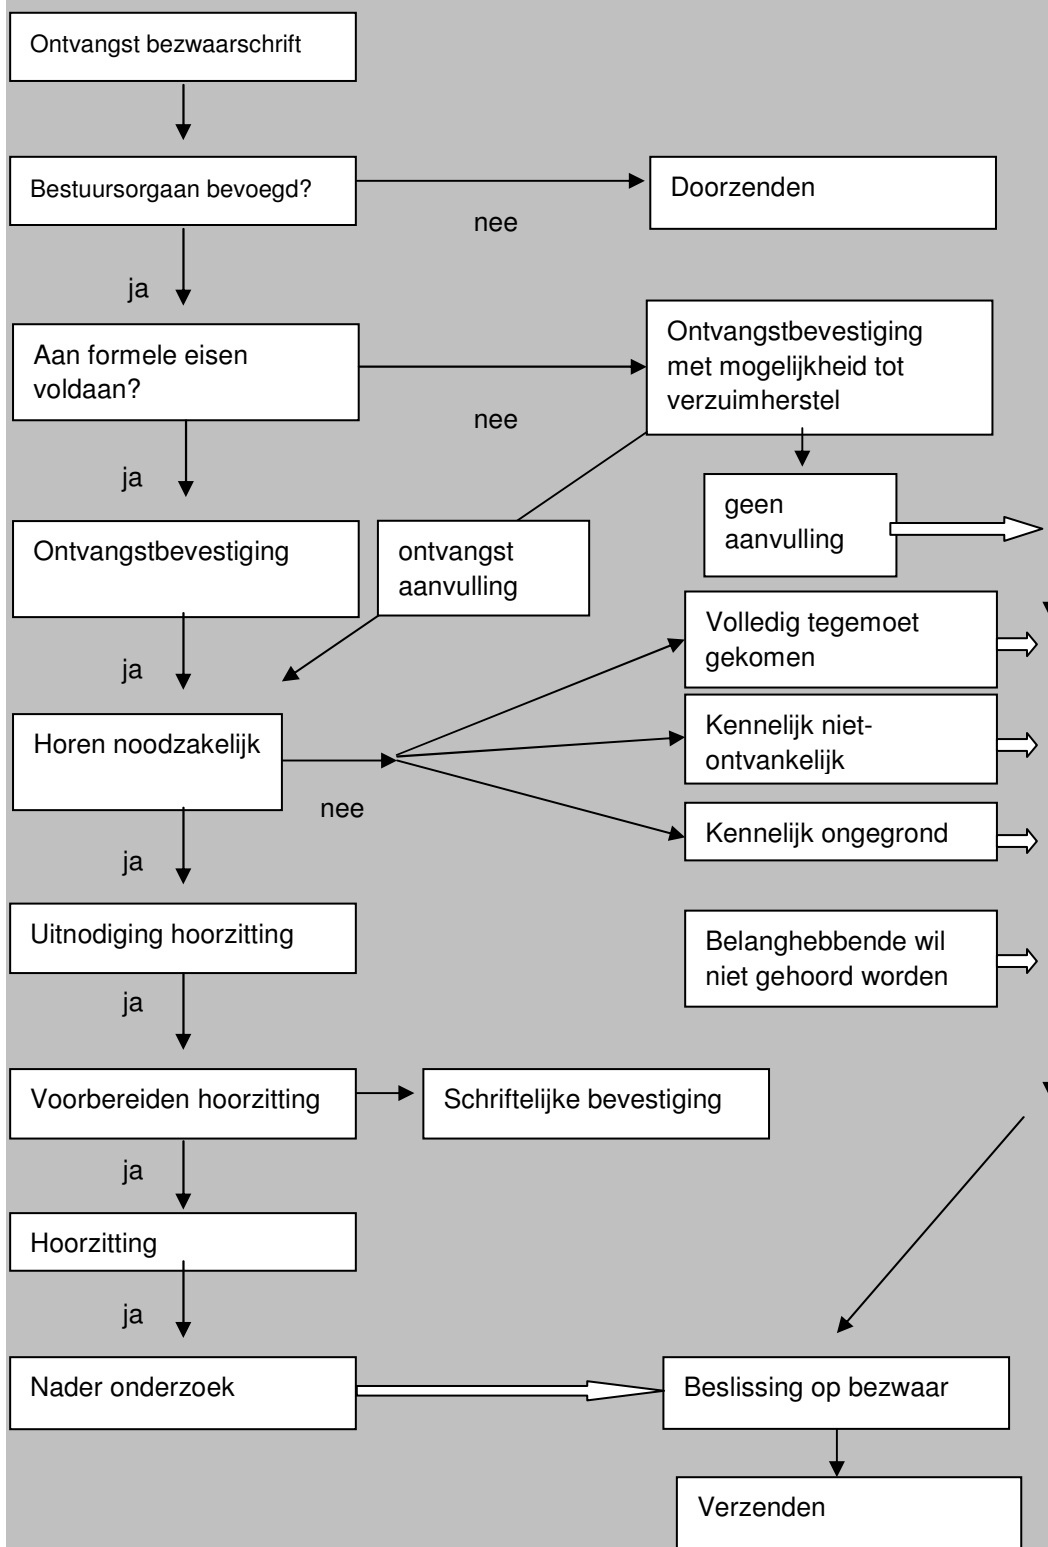 Ontvangst bezwaarschrift
Bestuursorgaan bevoegd?
Doorzenden
nee
ja
Aan formele eisen
voldaan?
Ontvangstbevestiging
met mogelijkheid tot
verzuimherstel
nee
ja
geen
aanvulling
Ontvangstbevestiging
ontvangst
aanvulling
Volledig tegemoet
gekomen
ja
Horen noodzakelijk
Kennelijk niet-
ontvankelijk
nee
Kennelijk ongegrond
ja
Uitnodiging hoorzitting
Belanghebbende wil
niet gehoord worden
ja
Voorbereiden hoorzitting
Schriftelijke bevestiging
ja
Hoorzitting
ja
Nader onderzoek
Beslissing op bezwaar
Verzenden